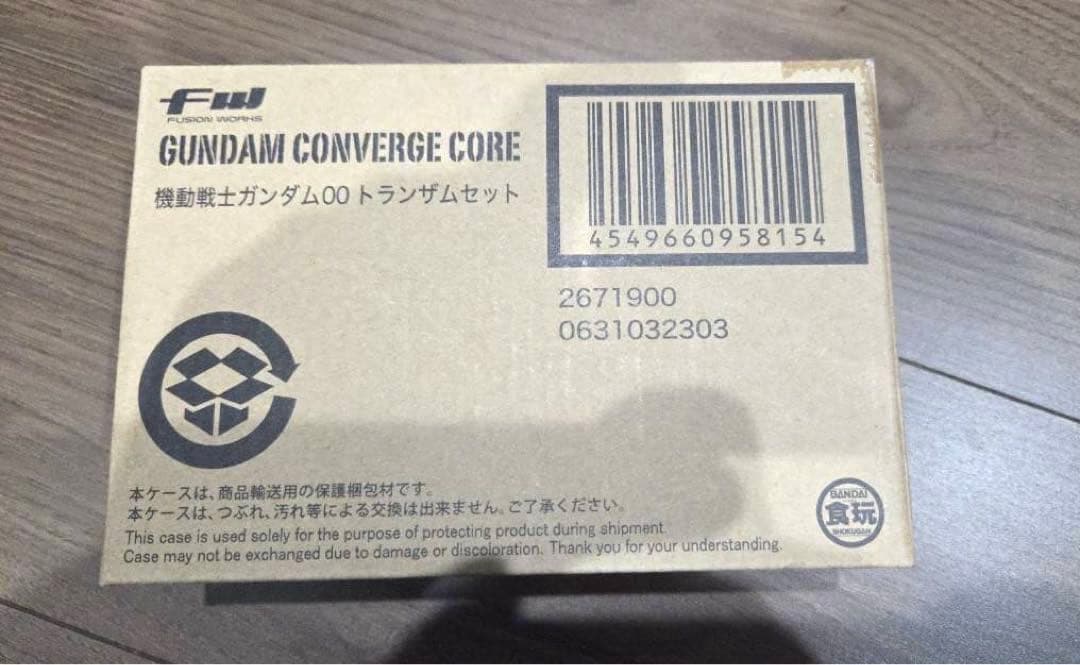 FW
FUSION WORKS
GUNDAM CONVERGE CORE
機動戦士ガンダム00 トランザムセット
4549660958154
2671900
0631032303
本ケースは、商品輸送用の保護梱包材です。
本ケースは、つぶれ、汚れ等による交換は出来ません。ご了承ください。
This case is used solely for the purpose of protecting product during shipment.
Case may not be exchanged due to damage or discoloration. Thank you for your understanding.
BANDAI
食玩
SHOKUGAN